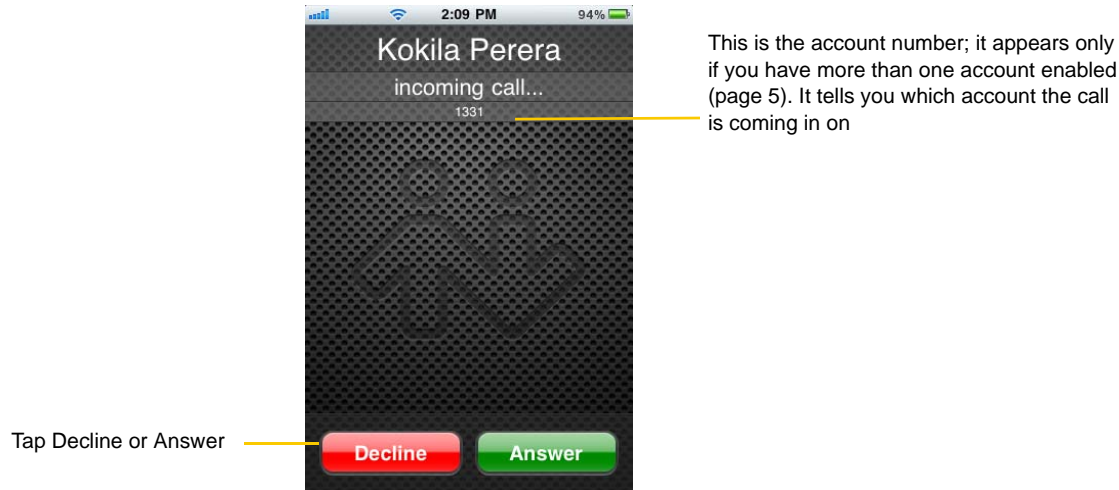 2:09 PM 94%
Kokila Perera
incoming call...
1331
This is the account number; it appears only
if you have more than one account enabled
(page 5). It tells you which account the call
is coming in on
Tap Decline or Answer
Decline
Answer